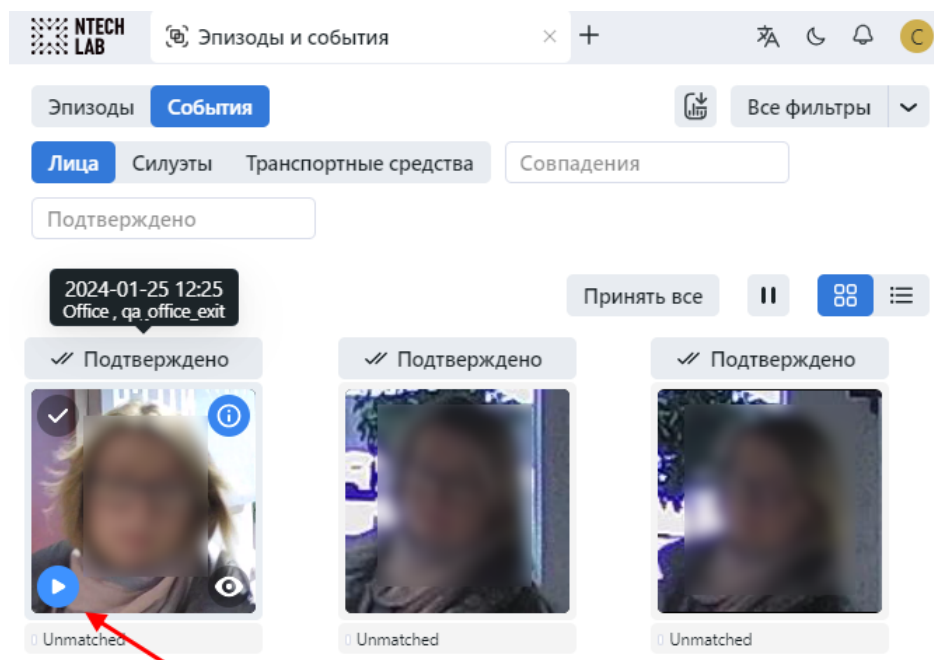 NTECH
LAB
Эпизоды и события
C
Эпизоды События
Все фильтры
Лица Силуэты Транспортные средства Совпадения
Подтверждено
2024-01-25 12:25
Office , qa_office_exit
Принять все
Подтверждено Подтверждено Подтверждено
Unmatched Unmatched Unmatched